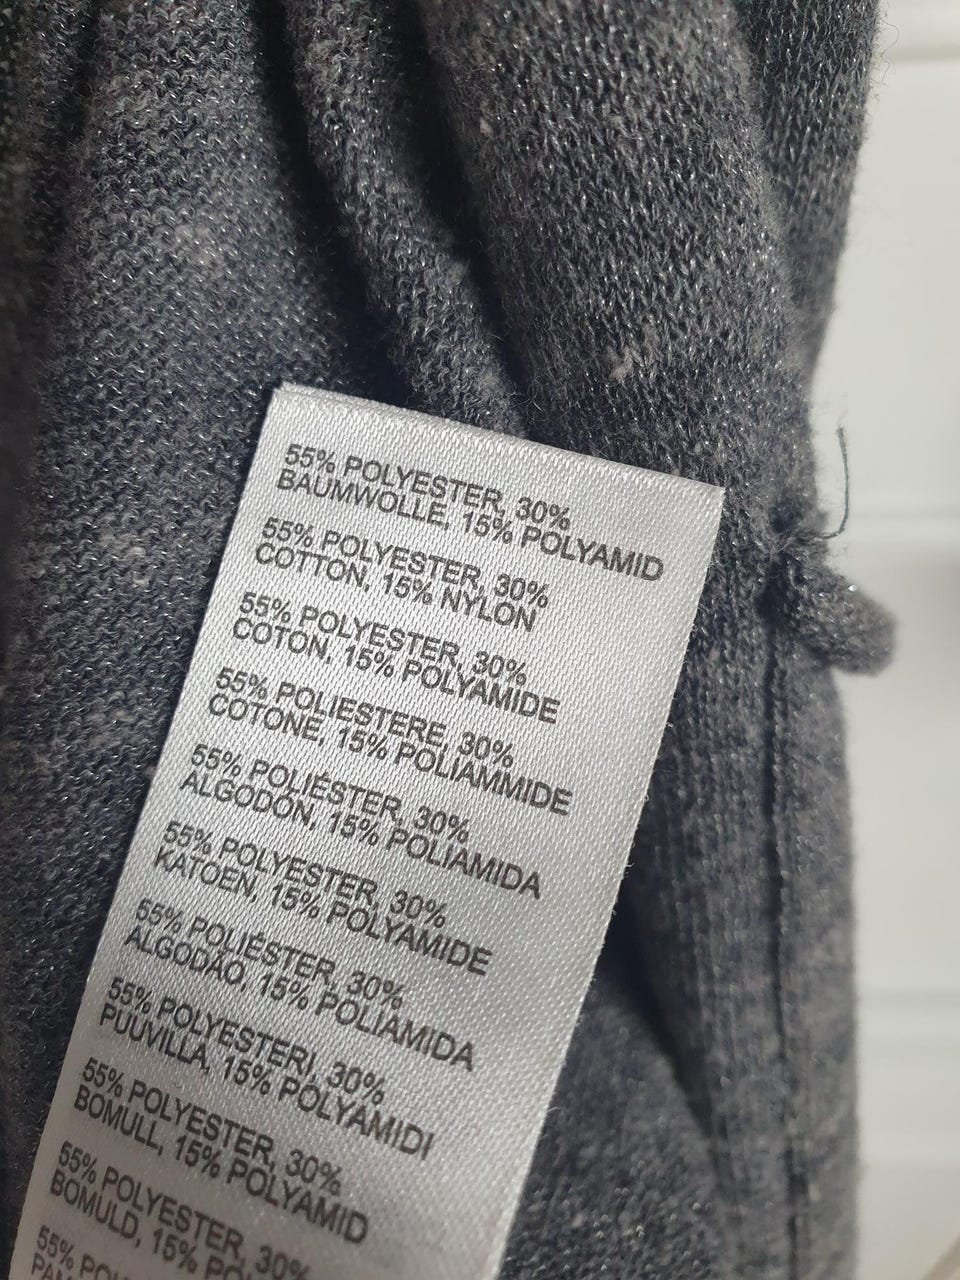 55% POLYESTER, 30%
BAUMWOLLE, 15% POLYAMID
55% POLYESTER, 30%
COTTON, 15% NYLON
55% POLYESTER, 30%
COTON, 15% POLYAMIDE
55% POLIESTERE, 30%
COTONE, 15% POLIAMMIDE
55% POLIÉSTER, 30%
ALGODÓN, 15% POLIAMIDA
55% POLYESTER, 30%
KATOEN, 15% POLYAMIDE
55% POLIÉSTER, 30%
ALGODÃO, 15% POLIAMIDA
55% POLYESTERI, 30%
PUUVILLA, 15% POLYAMIDI
55% POLYESTER, 30%
BOMULL, 15% POLYAMID
55% POLYESTER, 30%
BOMULD, 15%
55%